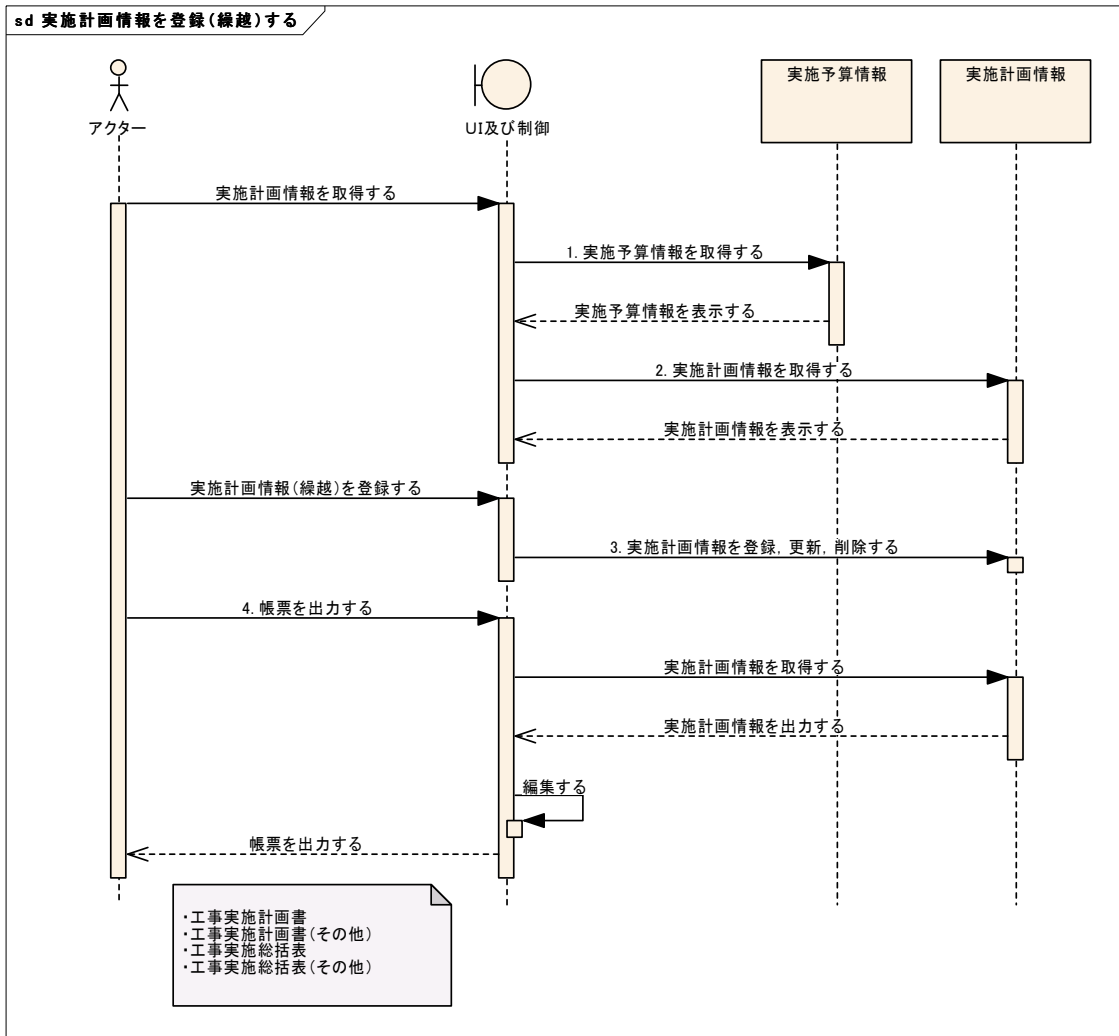 sd 実施計画情報を登録(繰越)する
アクター
UI及び制御
実施予算情報
実施計画情報
実施計画情報を取得する
1. 実施予算情報を取得する
実施予算情報を表示する
2. 実施計画情報を取得する
実施計画情報を表示する
実施計画情報(繰越)を登録する
3. 実施計画情報を登録, 更新, 削除する
4. 帳票を出力する
実施計画情報を取得する
実施計画情報を出力する
編集する
帳票を出力する
・工事実施計画書
・工事実施計画書(その他)
・工事実施総括表
・工事実施総括表(その他)